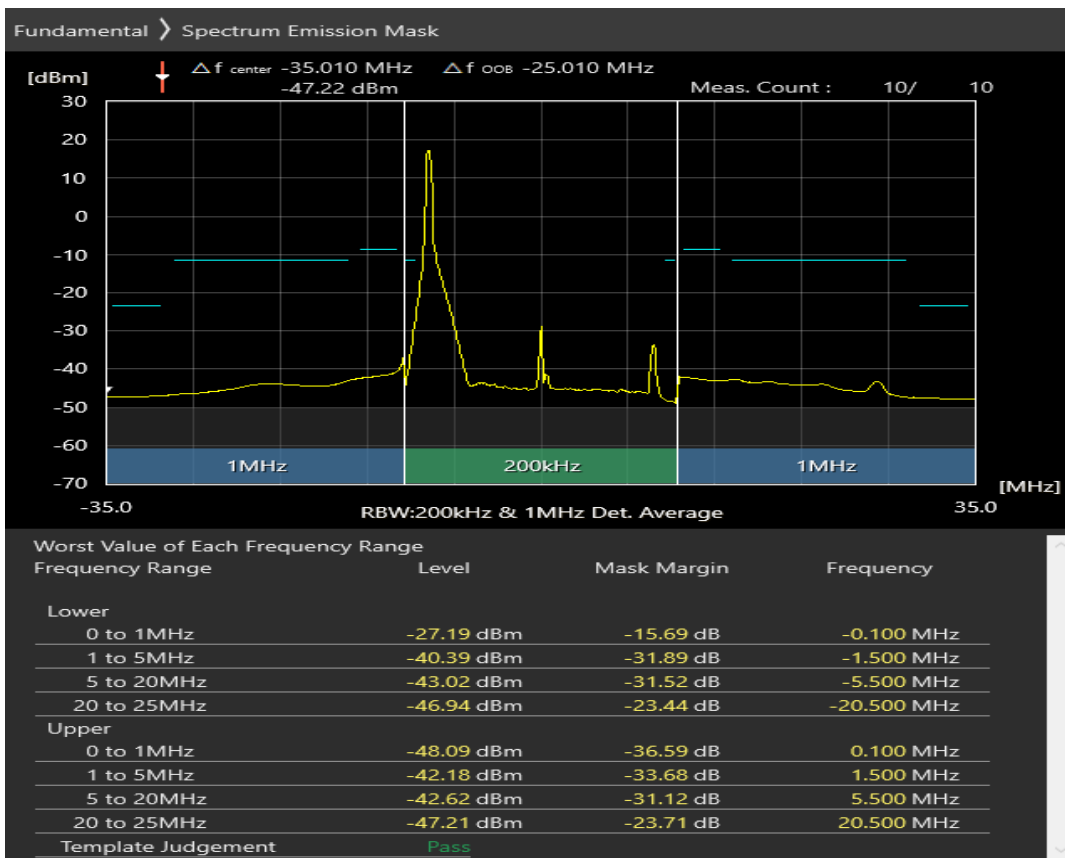 Fundamental 〉 Spectrum Emission Mask
△f center -35.010 MHz △f OOB -25.010 MHz
[dBm]
-47.22 dBm Meas. Count : 10/ 10
30
20
10
0
-10
-20
-30
-40
-50
-60
1MHz 200kHz 1MHz
-70
[MHz]
-35.0 35.0
RBW:200kHz & 1MHz Det. Average
Worst Value of Each Frequency Range
Frequency Range Level Mask Margin Frequency
Lower
0 to 1MHz -27.19 dBm -15.69 dB -0.100 MHz
1 to 5MHz -40.39 dBm -31.89 dB -1.500 MHz
5 to 20MHz -43.02 dBm -31.52 dB -5.500 MHz
20 to 25MHz -46.94 dBm -23.44 dB -20.500 MHz
Upper
0 to 1MHz -48.09 dBm -36.59 dB 0.100 MHz
1 to 5MHz -42.18 dBm -33.68 dB 1.500 MHz
5 to 20MHz -42.62 dBm -31.12 dB 5.500 MHz
20 to 25MHz -47.21 dBm -23.71 dB 20.500 MHz
Template Judgement Pass